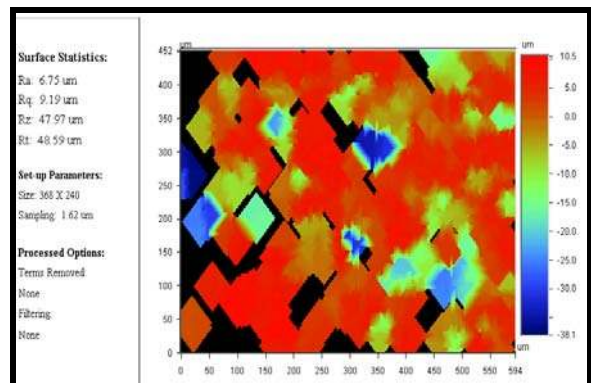 Surface Statistics:
Ra: 6.75 um
Rq: 9.19 um
Rz: 47.97 um
Rt: 48.59 um
Set-up Parameters:
Size: 368 X 240
Sampling: 1.62 um
Processed Options:
Terms Removed
None
Filtering
None
um
452
400
350
300
250
200
150
100
50
0
0 50 100 150 200 250 300 350 400 450 500 594
um
um
10.5
5.0
0.0
-5.0
-10.0
-15.0
-20.0
-25.0
-30.0
-38.1